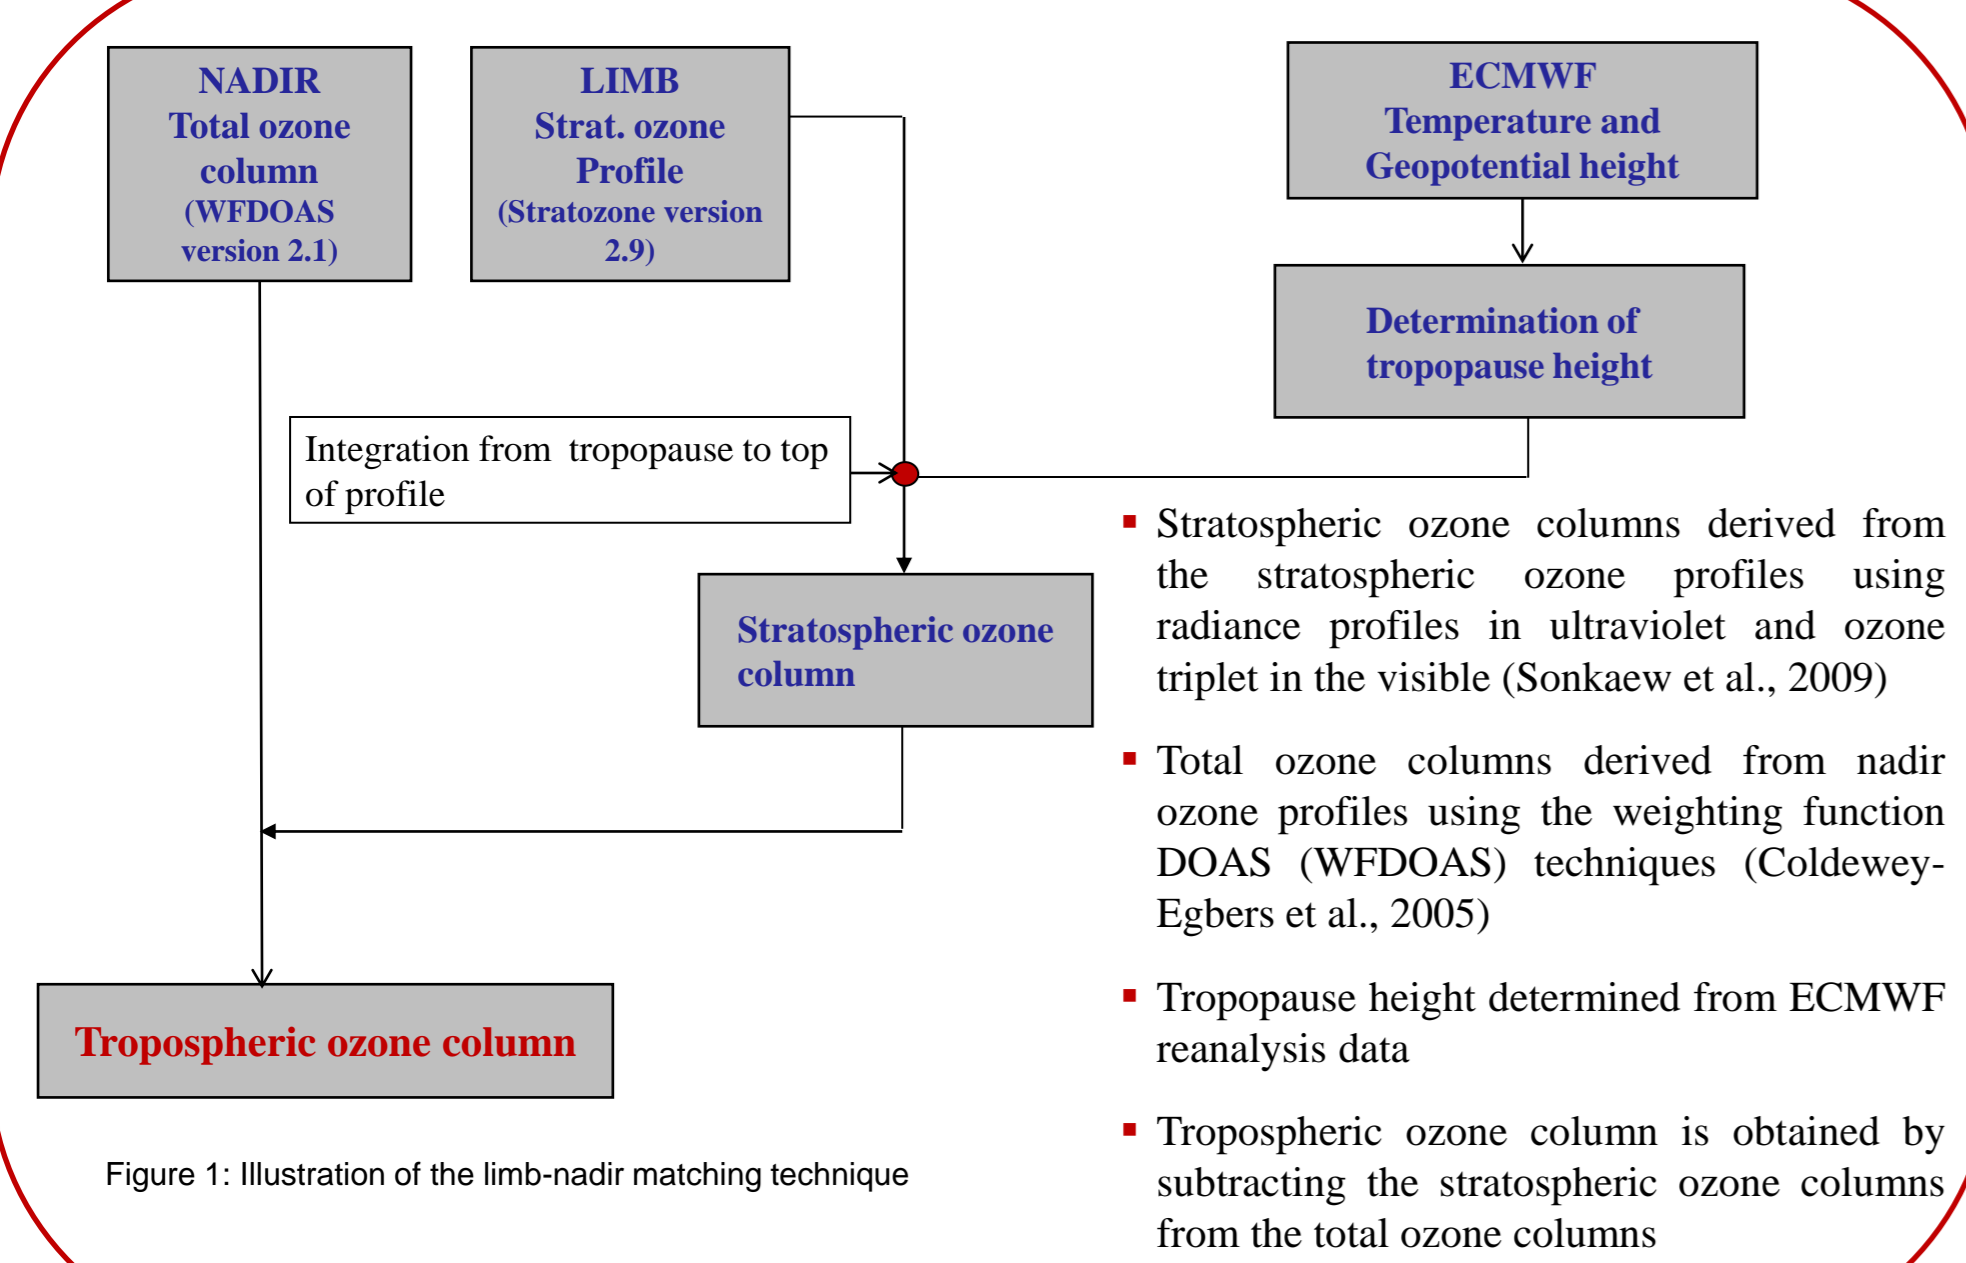 NADIR
Total ozone
column
(WFDOAS
version 2.1)
LIMB
Strat. ozone
Profile
(Stratozone version
2.9)
ECMWF
Temperature and
Geopotential height
Determination of
tropopause height
Integration from tropopause to top
of profile
Stratospheric ozone
column
Tropospheric ozone column
Figure 1: Illustration of the limb-nadir matching technique
▪ Stratospheric ozone columns derived from
the stratospheric ozone profiles using
radiance profiles in ultraviolet and ozone
triplet in the visible (Sonkaew et al., 2009)
▪ Total ozone columns derived from nadir
ozone profiles using the weighting function
DOAS (WFDOAS) techniques (Coldewey-
Egbers et al., 2005)
▪ Tropopause height determined from ECMWF
reanalysis data
▪ Tropospheric ozone column is obtained by
subtracting the stratospheric ozone columns
from the total ozone columns